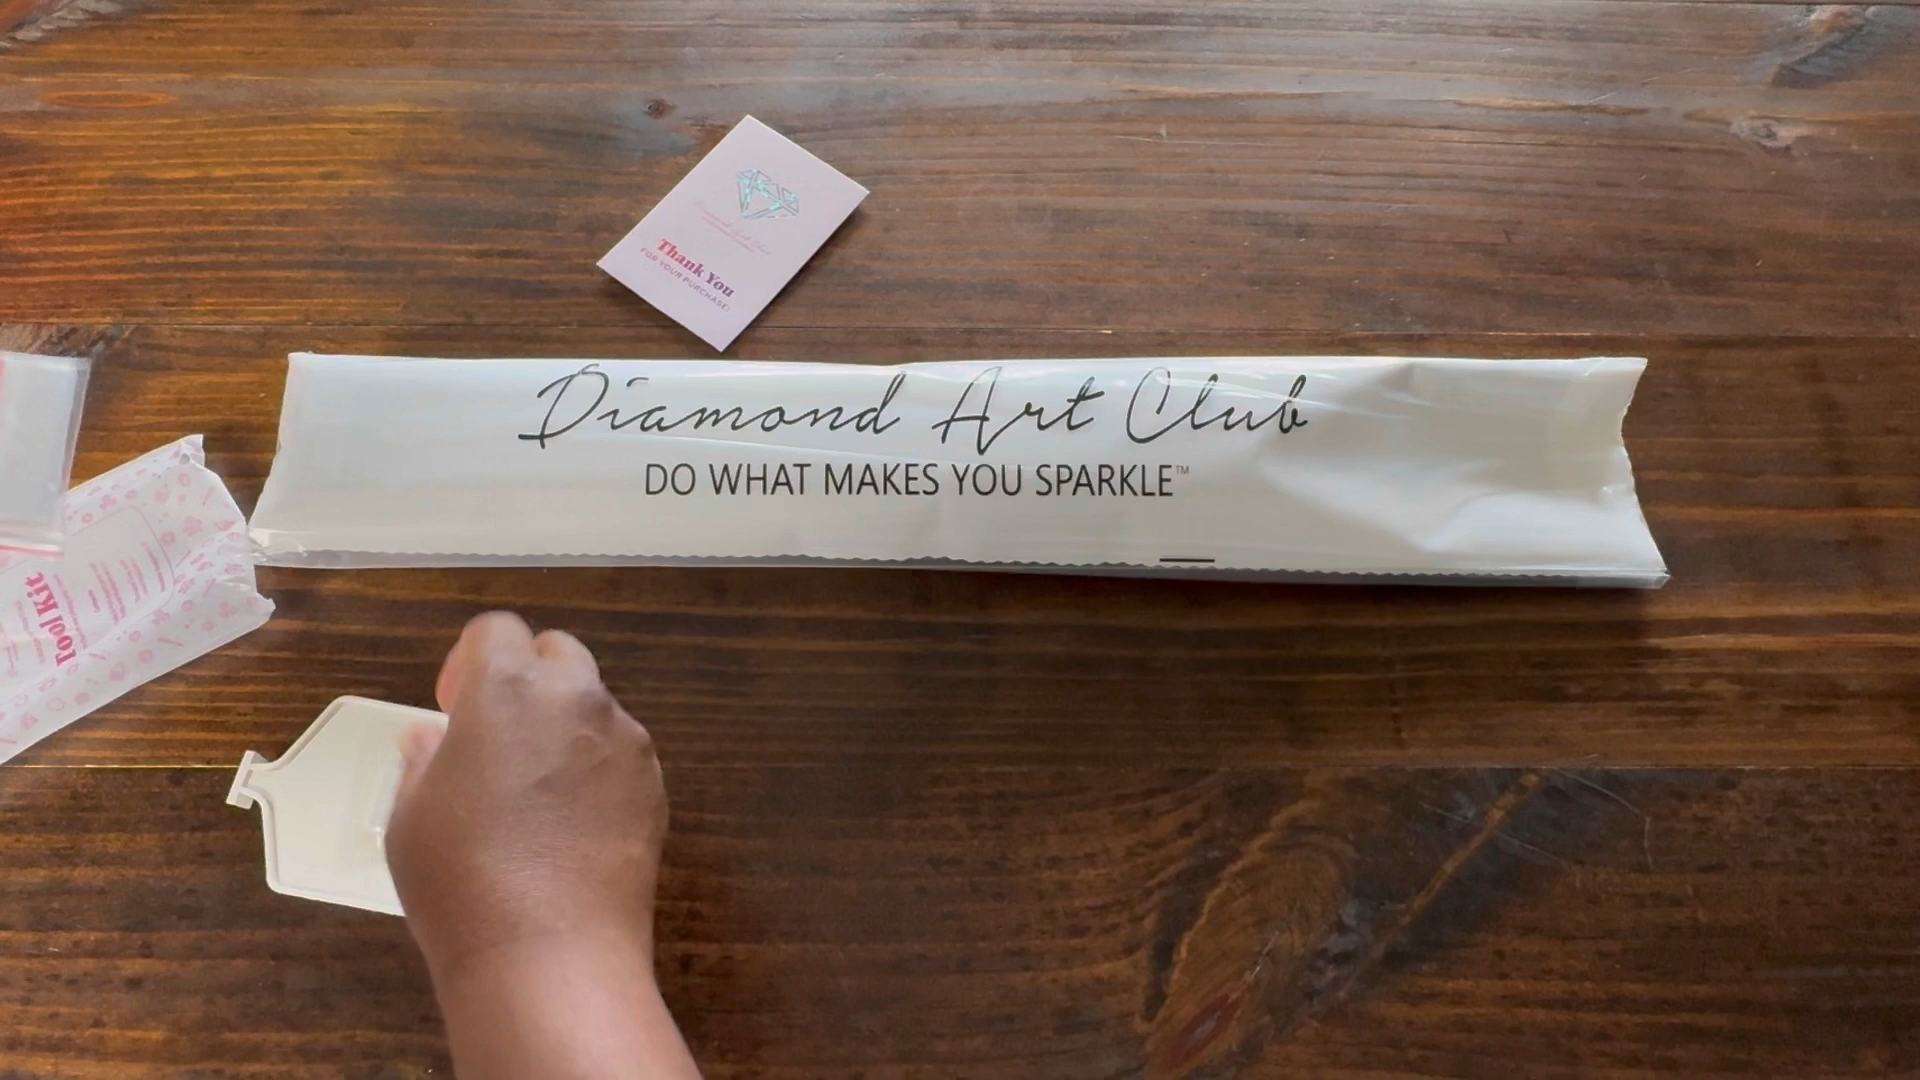 Thank You
FOR YOUR PURCHASE!
Diamond Art Club
DO WHAT MAKES YOU SPARKLE™
Tool Kit